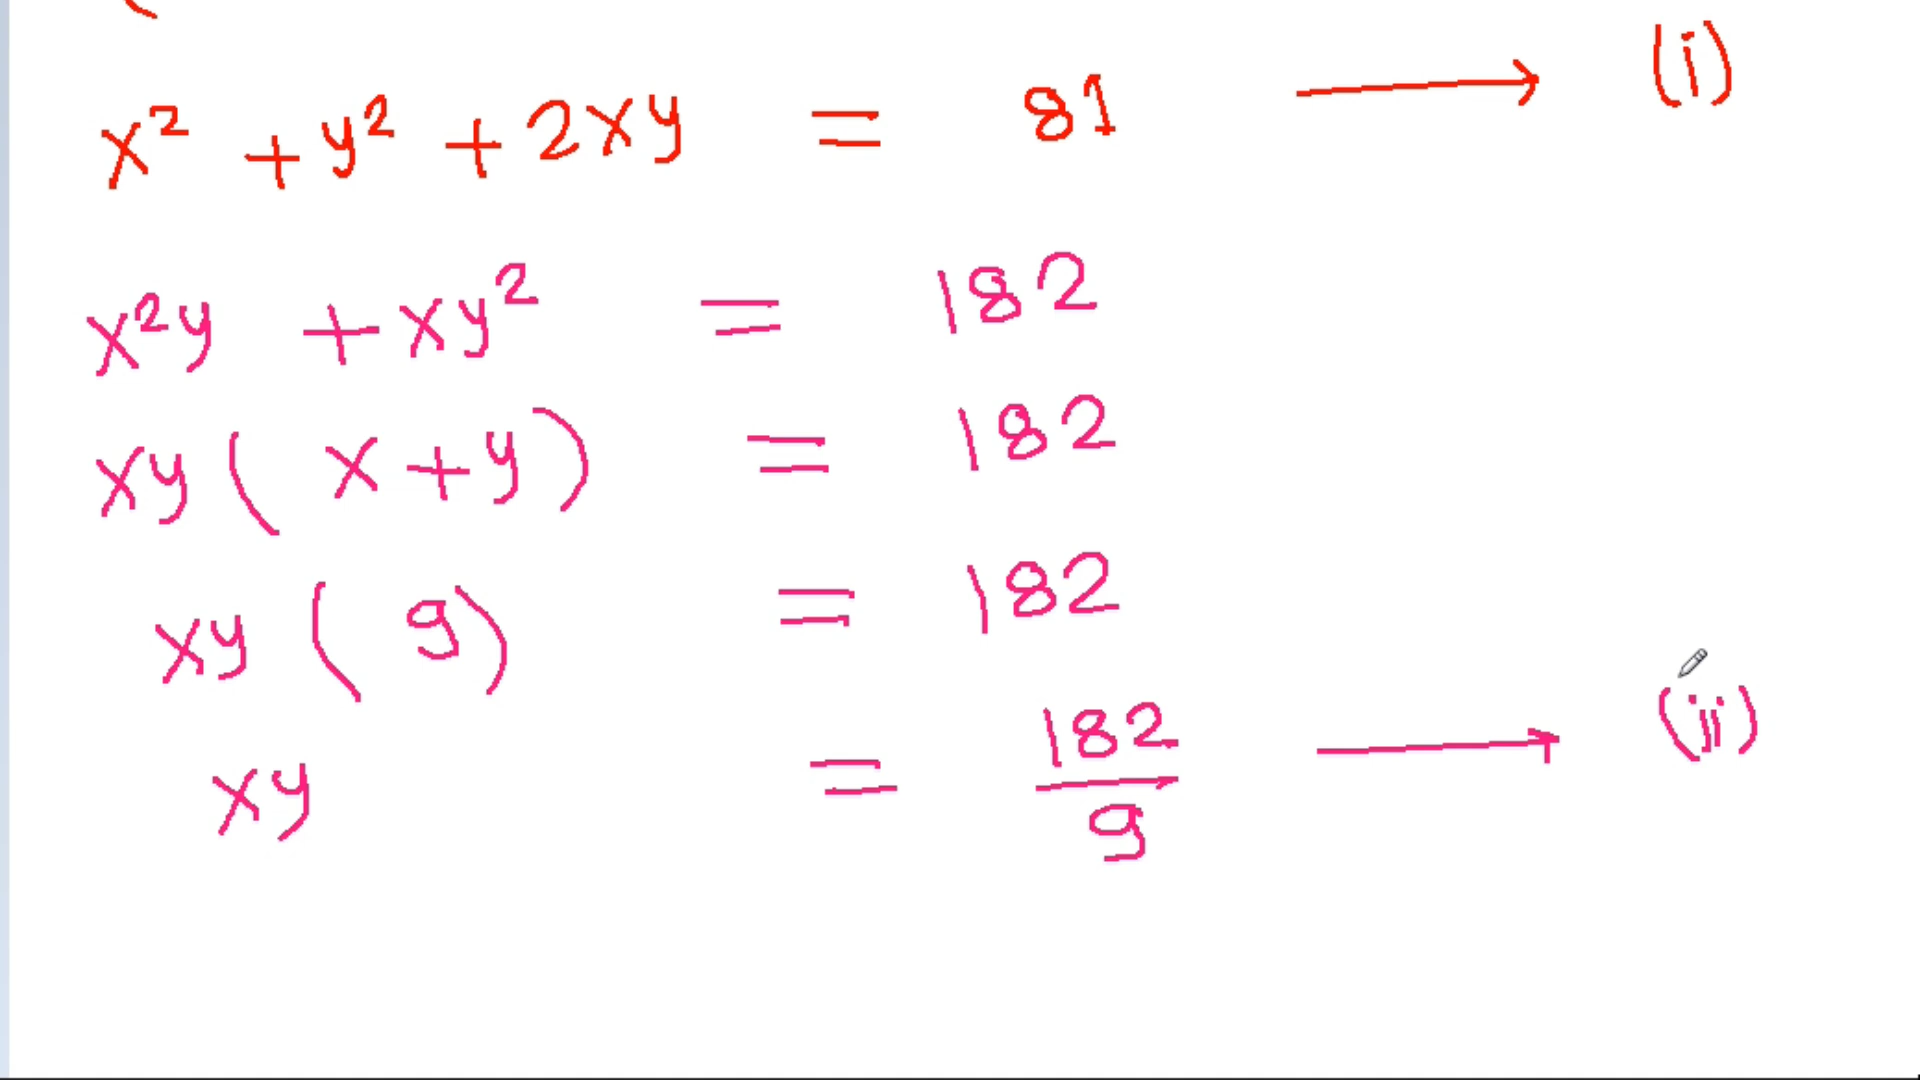 x² + y² + 2xy = 81 ⟶ (i)
x²y + xy² = 182
xy ( x + y ) = 182
xy ( 9 ) = 182
xy = 182/9 ⟶ (ii)